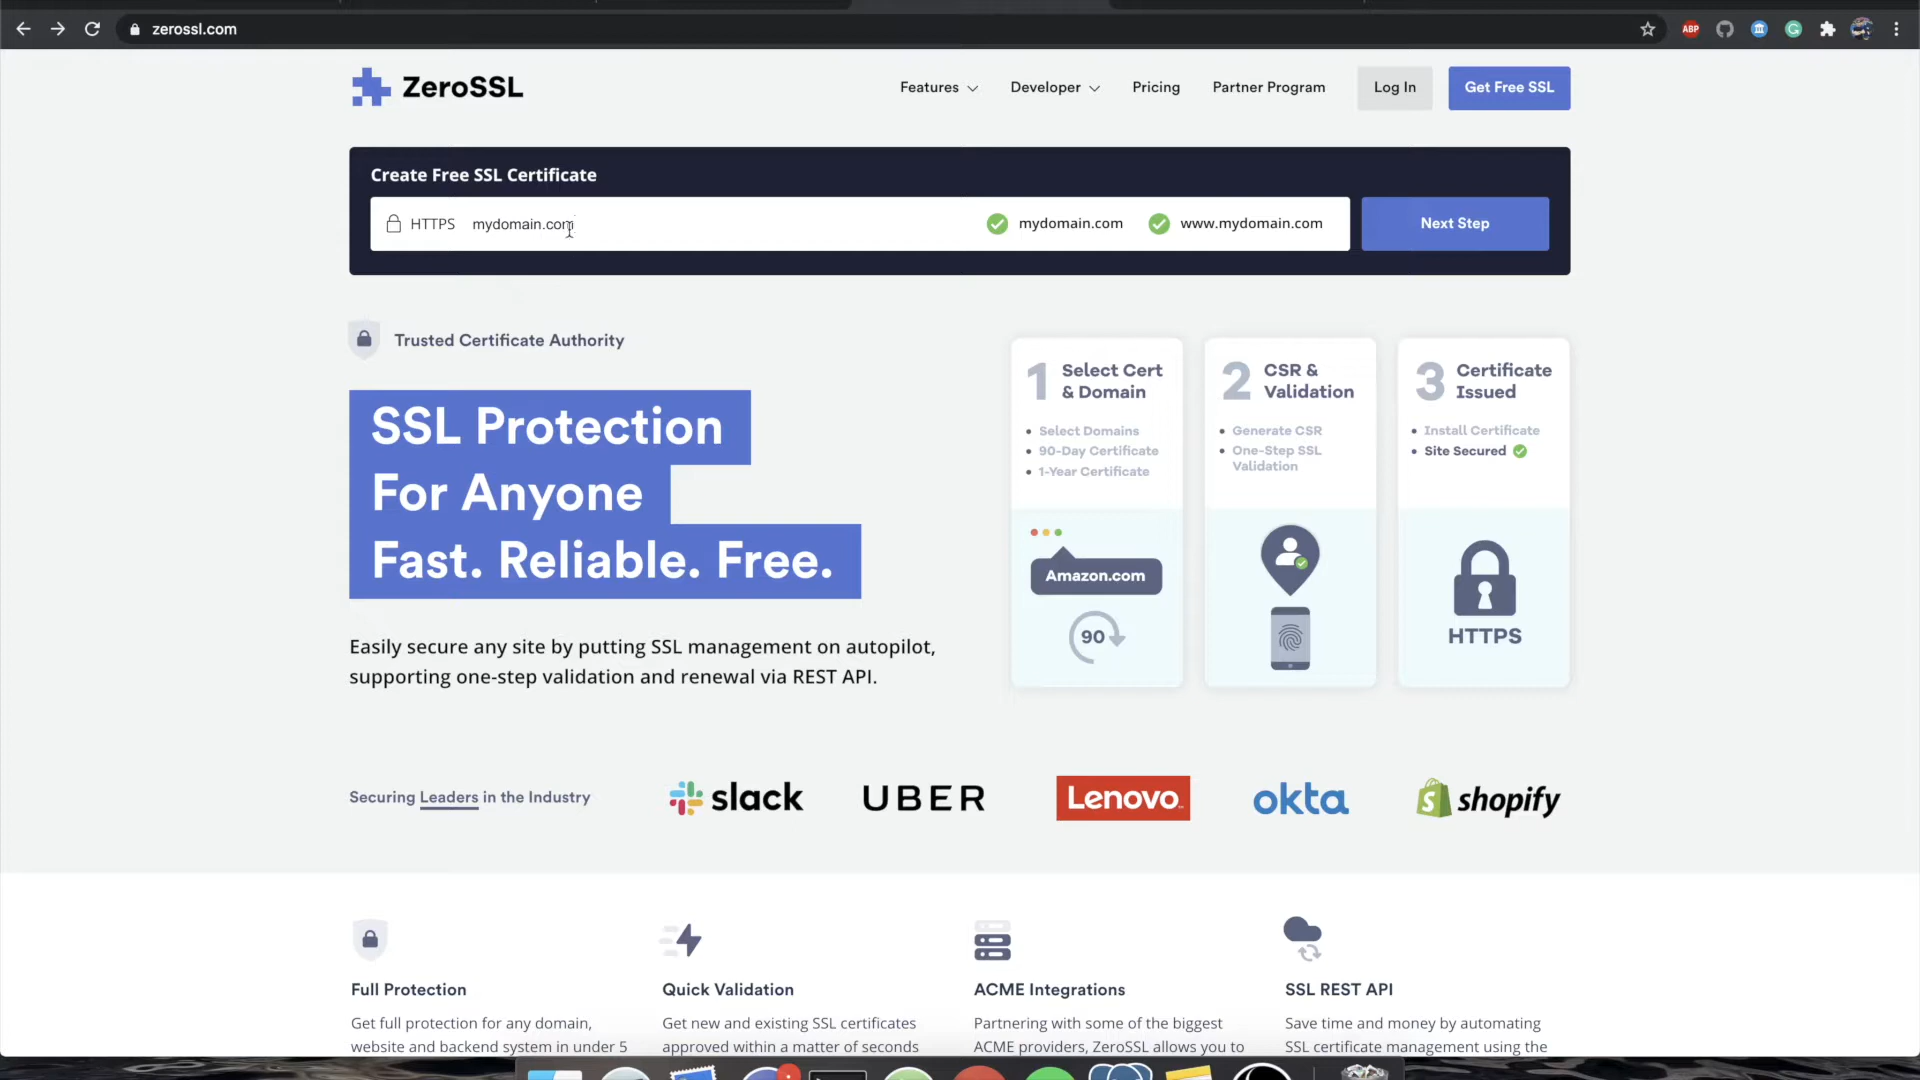 zerossl.com
ABP
ZeroSSL
Features
Developer
Pricing
Partner Program
Log In
Get Free SSL
Create Free SSL Certificate
HTTPS mydomain.com
mydomain.com
www.mydomain.com
Next Step
Trusted Certificate Authority
SSL Protection
For Anyone
Fast. Reliable. Free.
Easily secure any site by putting SSL management on autopilot,
supporting one-step validation and renewal via REST API.
1 Select Cert
& Domain
Select Domains
90-Day Certificate
1-Year Certificate
Amazon.com
90
2 CSR &
Validation
Generate CSR
One-Step SSL
Validation
3 Certificate
Issued
Install Certificate
Site Secured
HTTPS
Securing Leaders in the Industry
slack
UBER
Lenovo
okta
shopify
Full Protection
Get full protection for any domain,
website and backend system in under 5
Quick Validation
Get new and existing SSL certificates
approved within a matter of seconds
ACME Integrations
Partnering with some of the biggest
ACME providers, ZeroSSL allows you to
SSL REST API
Save time and money by automating
SSL certificate management using the